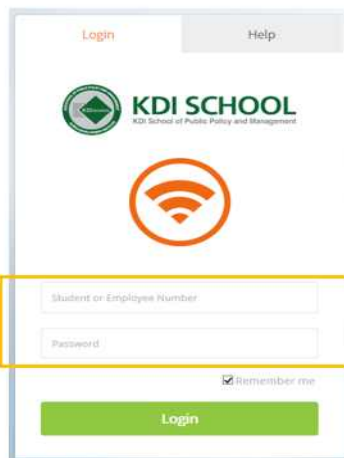 Login Help
KDI SCHOOL
KDI School of Public Policy and Management
Student or Employee Number
Password
Remember me
Login